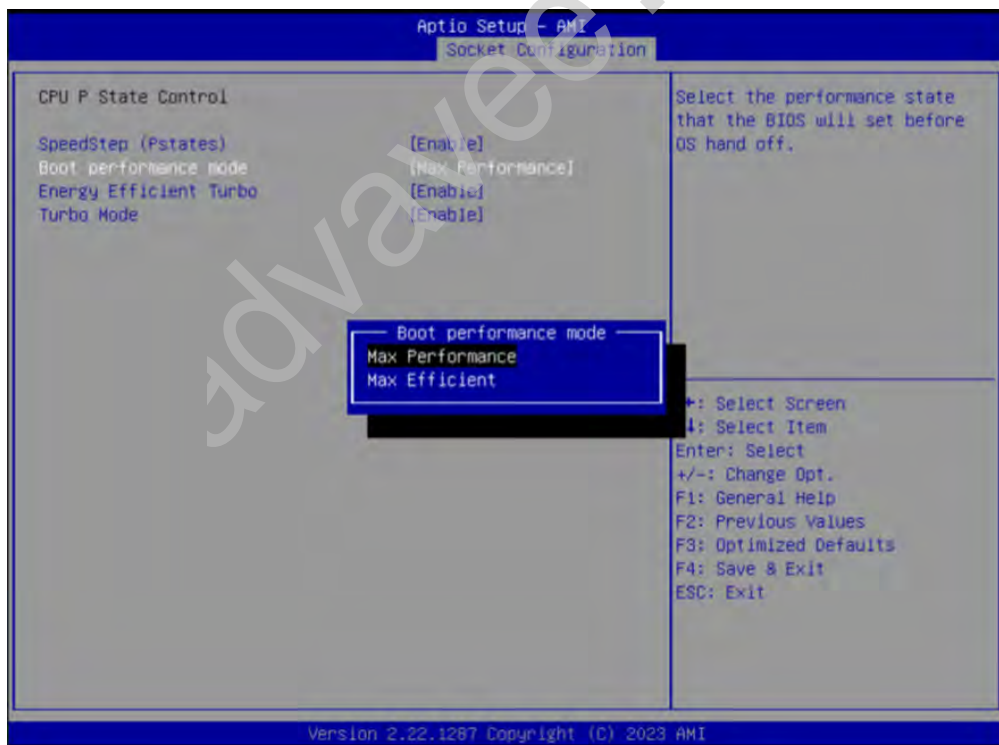 Aptio Setup - AMI
Socket Configuration
CPU P State Control
SpeedStep (Pstates) [Enable]
Boot performance mode [Max Performance]
Energy Efficient Turbo [Enable]
Turbo Mode [Enable]
Select the performance state
that the BIOS will set before
OS hand off.
Boot performance mode
Max Performance
Max Efficient
: Select Screen
: Select Item
Enter: Select
+/-: Change Opt.
F1: General Help
F2: Previous Values
F3: Optimized Defaults
F4: Save & Exit
ESC: Exit
Version 2.22.1287 Copyright (C) 2023 AMI